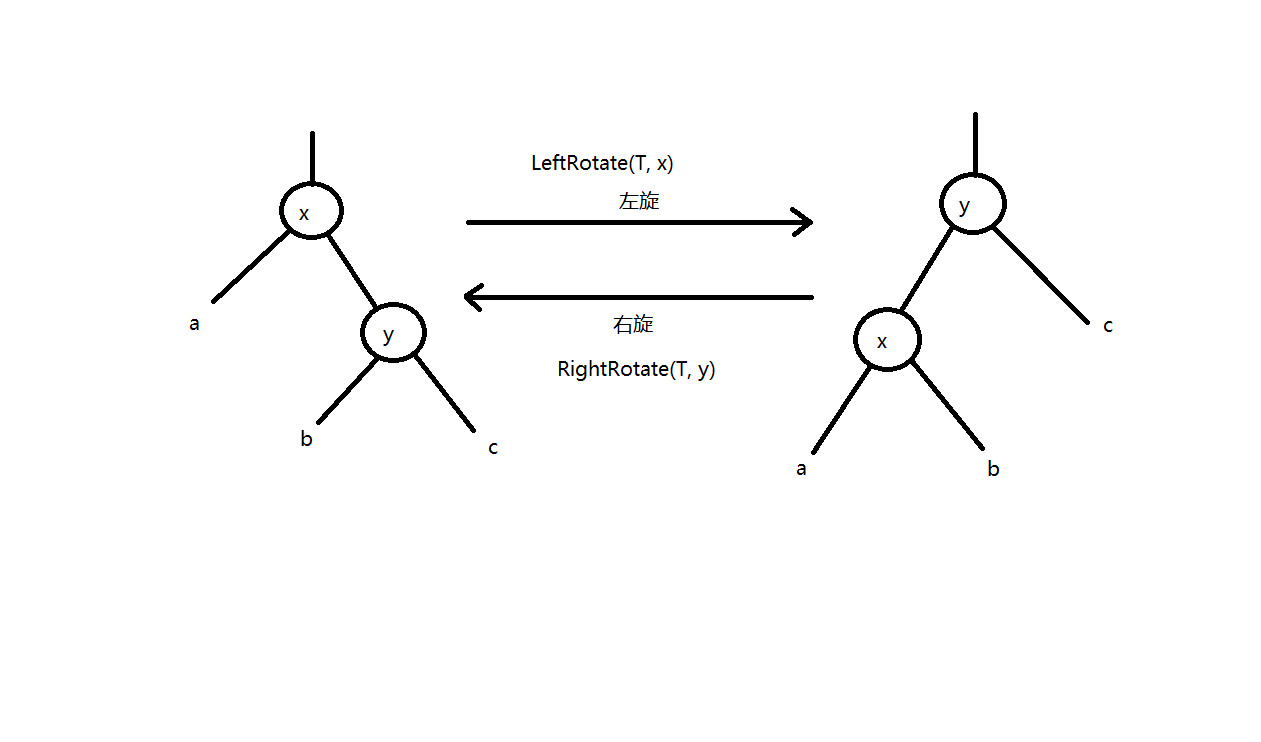 LeftRotate(T, x)
左旋
x
y
a
b
c
右旋
RightRotate(T, y)
y
x
c
a
b